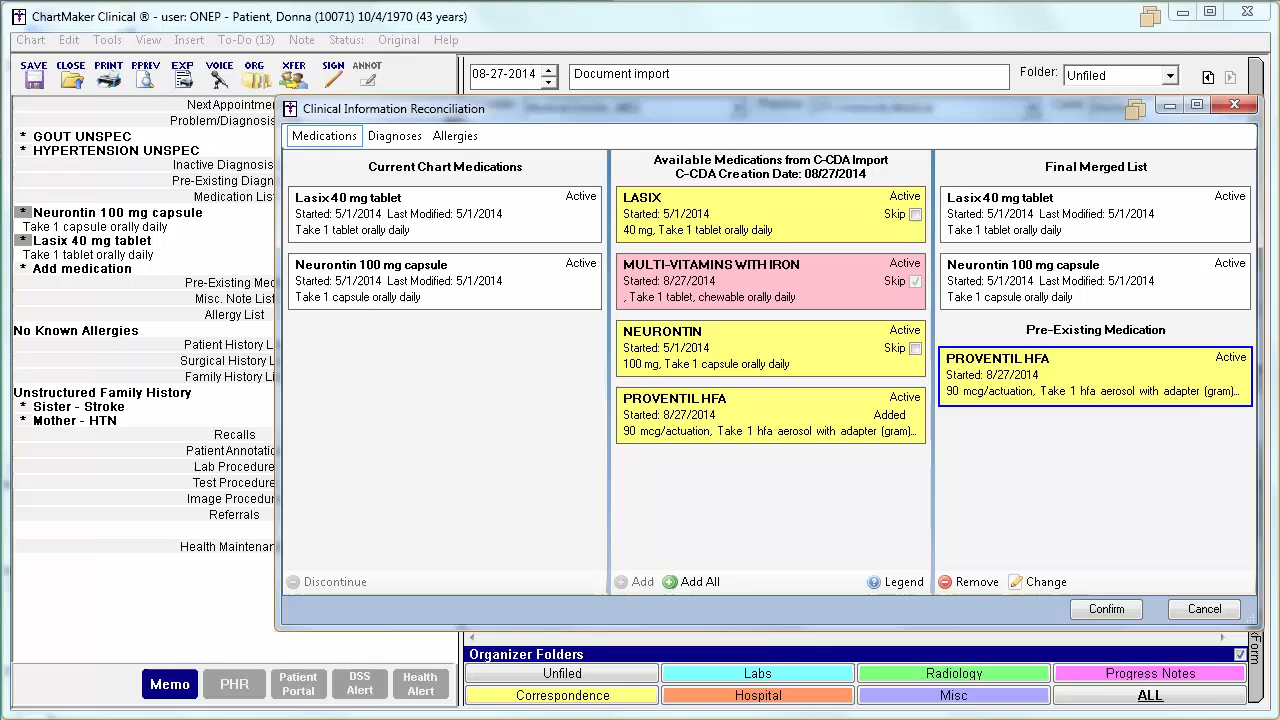 ChartMaker Clinical ® - user: ONEP - Patient, Donna (10071) 10/4/1970 (43 years)
Chart Edit Tools View Insert To-Do (13) Note Status: Original Help
SAVE CLOSE PRINT P.PREV EXP VOICE ORG XFER SIGN ANNOT
08-27-2014 Document import Folder: Unfiled
Next Appointme
Problem/Diagnosis
* GOUT UNSPEC
* HYPERTENSION UNSPEC
Inactive Diagnosis
Pre-Existing Diagn
Medication Lis
* Neurontin 100 mg capsule
Take 1 capsule orally daily
* Lasix 40 mg tablet
Take 1 tablet orally daily
* Add medication
Pre-Existing Med
Misc. Note List
Allergy List
No Known Allergies
Patient History L
Surgical History L
Family History Li
Unstructured Family History
* Sister - Stroke
* Mother - HTN
Recalls
Patient Annotatio
Lab Procedure
Test Procedure
Image Procedur
Referrals
Health Maintenan
Memo PHR Patient Portal DSS Alert Health Alert
Clinical Information Reconciliation
Medications Diagnoses Allergies
Current Chart Medications
Lasix 40 mg tablet Active
Started: 5/1/2014 Last Modified: 5/1/2014
Take 1 tablet orally daily
Neurontin 100 mg capsule Active
Started: 5/1/2014 Last Modified: 5/1/2014
Take 1 capsule orally daily
Discontinue
Available Medications from C-CDA Import
C-CDA Creation Date: 08/27/2014
LASIX Active
Started: 5/1/2014 Skip
40 mg, Take 1 tablet orally daily
MULTI-VITAMINS WITH IRON Active
Started: 8/27/2014 Skip
, Take 1 tablet, chewable orally daily
NEURONTIN Active
Started: 5/1/2014 Skip
100 mg, Take 1 capsule orally daily
PROVENTIL HFA Active
Started: 8/27/2014 Added
90 mcg/actuation, Take 1 hfa aerosol with adapter (gram)...
Add Add All Legend
Final Merged List
Lasix 40 mg tablet Active
Started: 5/1/2014 Last Modified: 5/1/2014
Take 1 tablet orally daily
Neurontin 100 mg capsule Active
Started: 5/1/2014 Last Modified: 5/1/2014
Take 1 capsule orally daily
Pre-Existing Medication
PROVENTIL HFA Active
Started: 8/27/2014
90 mcg/actuation, Take 1 hfa aerosol with adapter (gram)...
Remove Change
Confirm Cancel
Form
Organizer Folders
Unfiled Labs Radiology Progress Notes
Correspondence Hospital Misc ALL